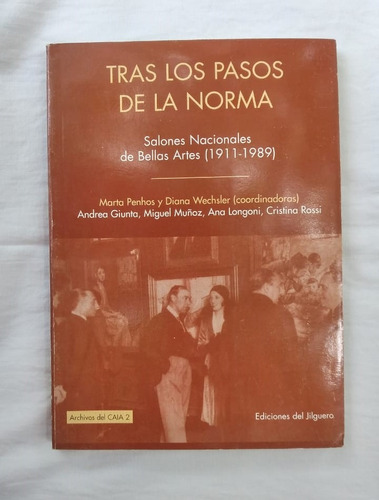 TRAS LOS PASOS
DE LA NORMA
Salones Nacionales
de Bellas Artes (1911-1989)
Marta Penhos y Diana Wechsler (coordinadoras)
Andrea Giunta, Miguel Muñoz, Ana Longoni, Cristina Rossi
Archivos del CAIA 2
Ediciones del Jilguero